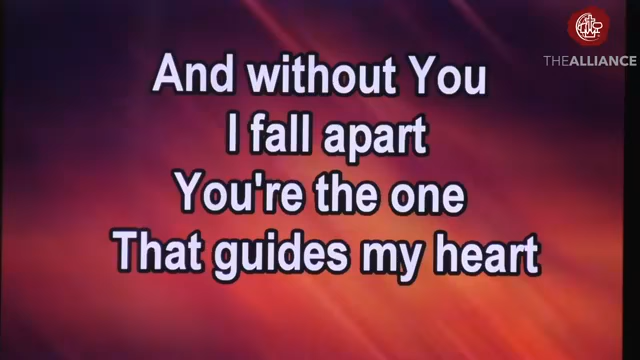 THEALLIANCE
And without You
I fall apart
You're the one
That guides my heart